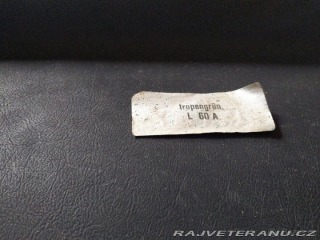 tropengrün
L 60 A
RAJVETERANU.CZ